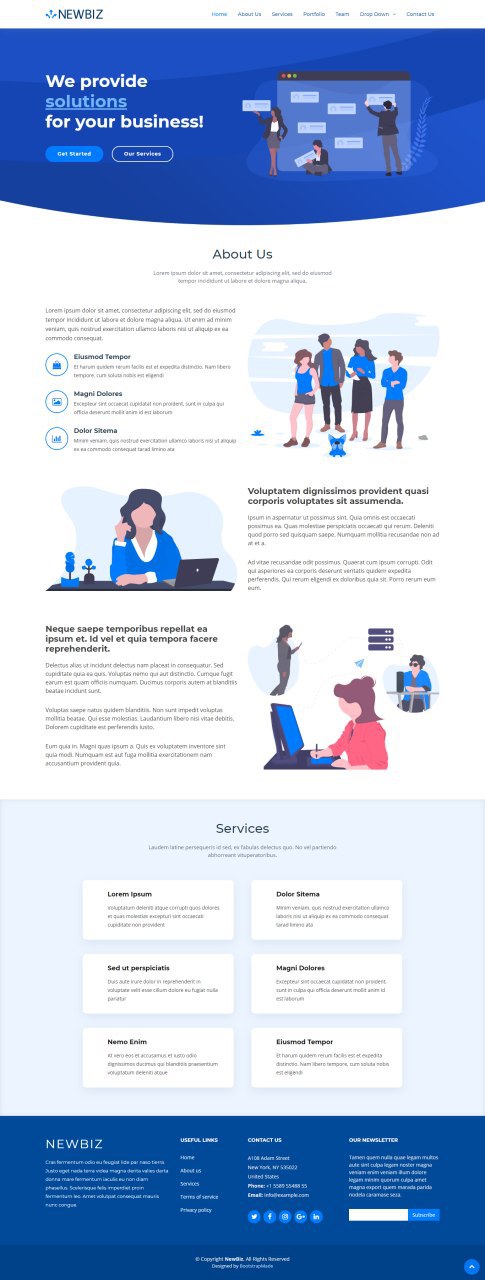 NEWBIZ
Home About Us Services Portfolio Team Drop Down Contact Us
We provide
solutions
for your business!
Get Started Our Services
About Us
Lorem ipsum dolor sit amet, consectetur adipiscing elit, sed do eiusmod
tempor incididunt ut labore et dolore magna aliqua.
Lorem ipsum dolor sit amet, consectetur adipiscing elit, sed do eiusmod
tempor incididunt ut labore et dolore magna aliqua. Ut enim ad minim
veniam, quis nostrud exercitation ullamco laboris nisi ut aliquip ex ea
commodo consequat.
Eiusmod Tempor
Et harum quidem rerum facilis est et expedita distinctio. Nam libero
tempore, cum soluta nobis est eligendi
Magni Dolores
Excepteur sint occaecat cupidatat non proident, sunt in culpa qui
officia deserunt mollit anim id est laborum
Dolor Sitema
Minim veniam, quis nostrud exercitation ullamco laboris nisi ut aliquip
ex ea commodo consequat tarad limino ata
Voluptatem dignissimos provident quasi
corporis voluptates sit assumenda.
Ipsum in aspernatur ut possimus sint. Quia omnis est occaecati
possimus ea. Quas molestiae perspiciatis occaecati qui rerum. Deleniti
quod porro sed quisquam saepe. Numquam mollitia recusandae non ad
at et a.
Ad vitae recusandae odit possimus. Quaerat cum ipsum corrupti. Odit
qui asperiores ea corporis deserunt veritatis quidem expedita
perferendis. Qui rerum eligendi ex doloribus quia sit. Porro rerum eum
eum.
Neque saepe temporibus repellat ea
ipsum et. Id vel et quia tempora facere
reprehenderit.
Delectus alias ut incidunt delectus nam placeat in consequatur. Sed
cupiditate quia ea quis. Voluptas nemo qui aut distinctio. Cumque fugit
earum est quam officiis numquam. Ducimus corporis autem at blanditiis
beatae incidunt sunt.
Voluptas saepe natus quidem blanditiis. Non sunt impedit voluptas
mollitia beatae. Qui esse molestias. Laudantium libero nisi vitae debitis.
Dolorem cupiditate est perferendis iusto.
Eum quia in. Magni quas ipsum a. Quis ex voluptatem inventore sint
quia modi. Numquam est aut fuga mollitia exercitationem nam
accusantium provident quia.
Services
Laudem latine persequeris id sed, ex fabulas delectus quo. No vel partiendo
abhorreant vituperatoribus.
Lorem Ipsum
Voluptatum deleniti atque corrupti quos dolores
et quas molestias excepturi sint occaecati
cupiditate non provident
Dolor Sitema
Minim veniam, quis nostrud exercitation ullamco
laboris nisi ut aliquip ex ea commodo consequat
tarad limino ata
Sed ut perspiciatis
Duis aute irure dolor in reprehenderit in
voluptate velit esse cillum dolore eu fugiat nulla
pariatur
Magni Dolores
Excepteur sint occaecat cupidatat non proident,
sunt in culpa qui officia deserunt mollit anim id
est laborum
Nemo Enim
At vero eos et accusamus et iusto odio
dignissimos ducimus qui blanditiis praesentium
voluptatum deleniti atque
Eiusmod Tempor
Et harum quidem rerum facilis est et expedita
distinctio. Nam libero tempore, cum soluta nobis
est eligendi
NEWBIZ
Cras fermentum odio eu feugiat lide par naso tierra.
Justo eget nada terra videa magna derita valies darta
donna mare fermentum iaculis eu non diam
phasellus. Scelerisque felis imperdiet proin
fermentum leo. Amet volutpat consequat mauris
nunc congue.
USEFUL LINKS
Home
About us
Services
Terms of service
Privacy policy
CONTACT US
A108 Adam Street
New York, NY 535022
United States
Phone: +1 5589 55488 55
Email: info@example.com
OUR NEWSLETTER
Tamen quem nulla quae legam multos
aute sint culpa legam noster magna
veniam enim veniam illum dolore
legam minim quorum culpa amet
magna export quem marada parida
nodela caramase seza.
Subscribe
© Copyright NewBiz. All Rights Reserved
Designed by BootstrapMade